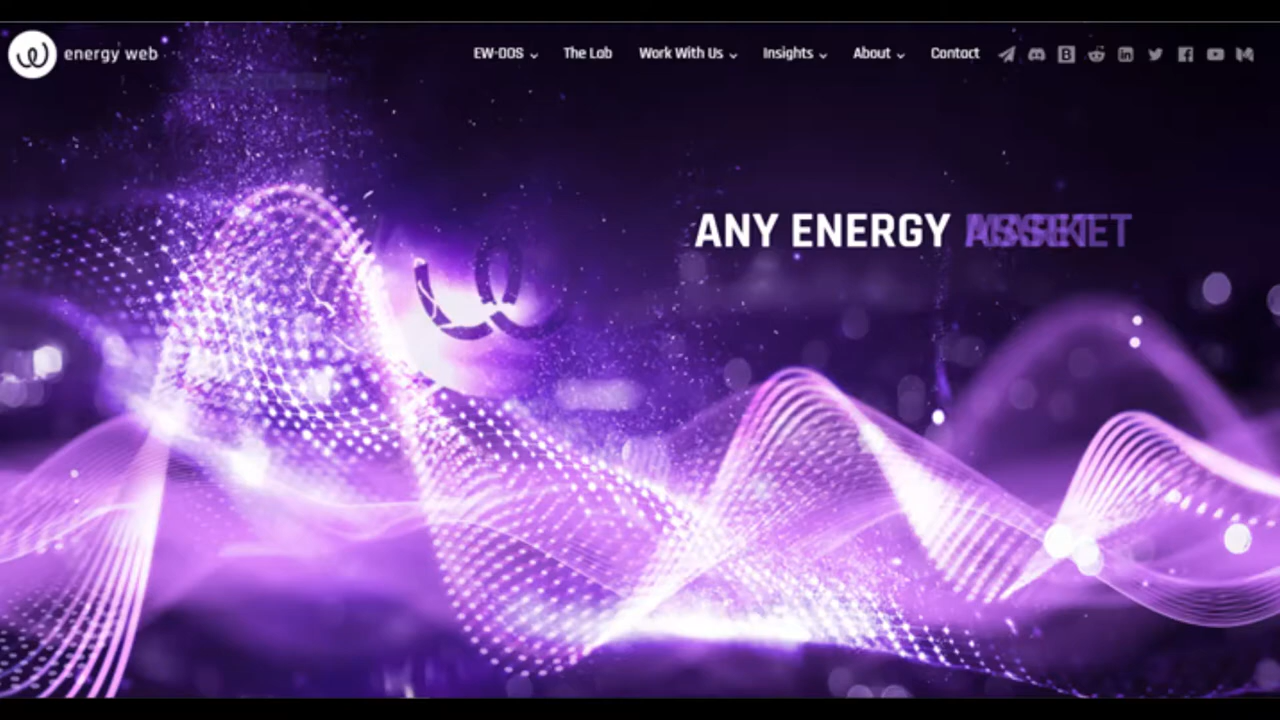 energy web
EW-DOS The Lab Work With Us Insights About Contact
ANY ENERGY